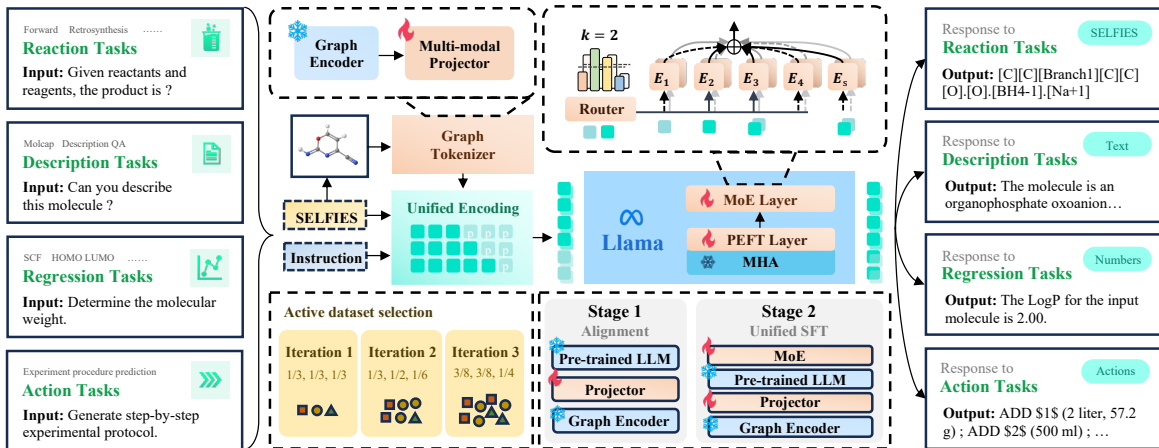 Forward Retrosynthesis ......
Reaction Tasks
Input: Given reactants and
reagents, the product is ?
Molcap Description QA
Description Tasks
Input: Can you describe
this molecule ?
SCF HOMO LUMO ......
Regression Tasks
Input: Determine the molecular
weight.
Experiment procedure prediction
Action Tasks
Input: Generate step-by-step
experimental protocol.
Graph
Encoder
Multi-modal
Projector
Graph
Tokenizer
SELFIES
Instruction
Unified Encoding
p p p
p p
p
k = 2
Router
E1 E2 E3 E4 E5
Llama
MoE Layer
PEFT Layer
MHA
Active dataset selection
Iteration 1
1/3, 1/3, 1/3
Iteration 2
1/3, 1/2, 1/6
Iteration 3
3/8, 3/8, 1/4
Stage 1
Alignment
Pre-trained LLM
Projector
Graph Encoder
Stage 2
Unified SFT
MoE
Pre-trained LLM
Projector
Graph Encoder
Response to
SELFIES
Reaction Tasks
Output: [C][C][Branch1][C][C]
[O].[O].[BH4-1].[Na+1]
Response to
Text
Description Tasks
Output: The molecule is an
organophosphate oxoanion…
Response to
Numbers
Regression Tasks
Output: The LogP for the input
molecule is 2.00.
Response to
Actions
Action Tasks
Output: ADD $1$ (2 liter, 57.2
g) ; ADD $2$ (500 ml) ; …